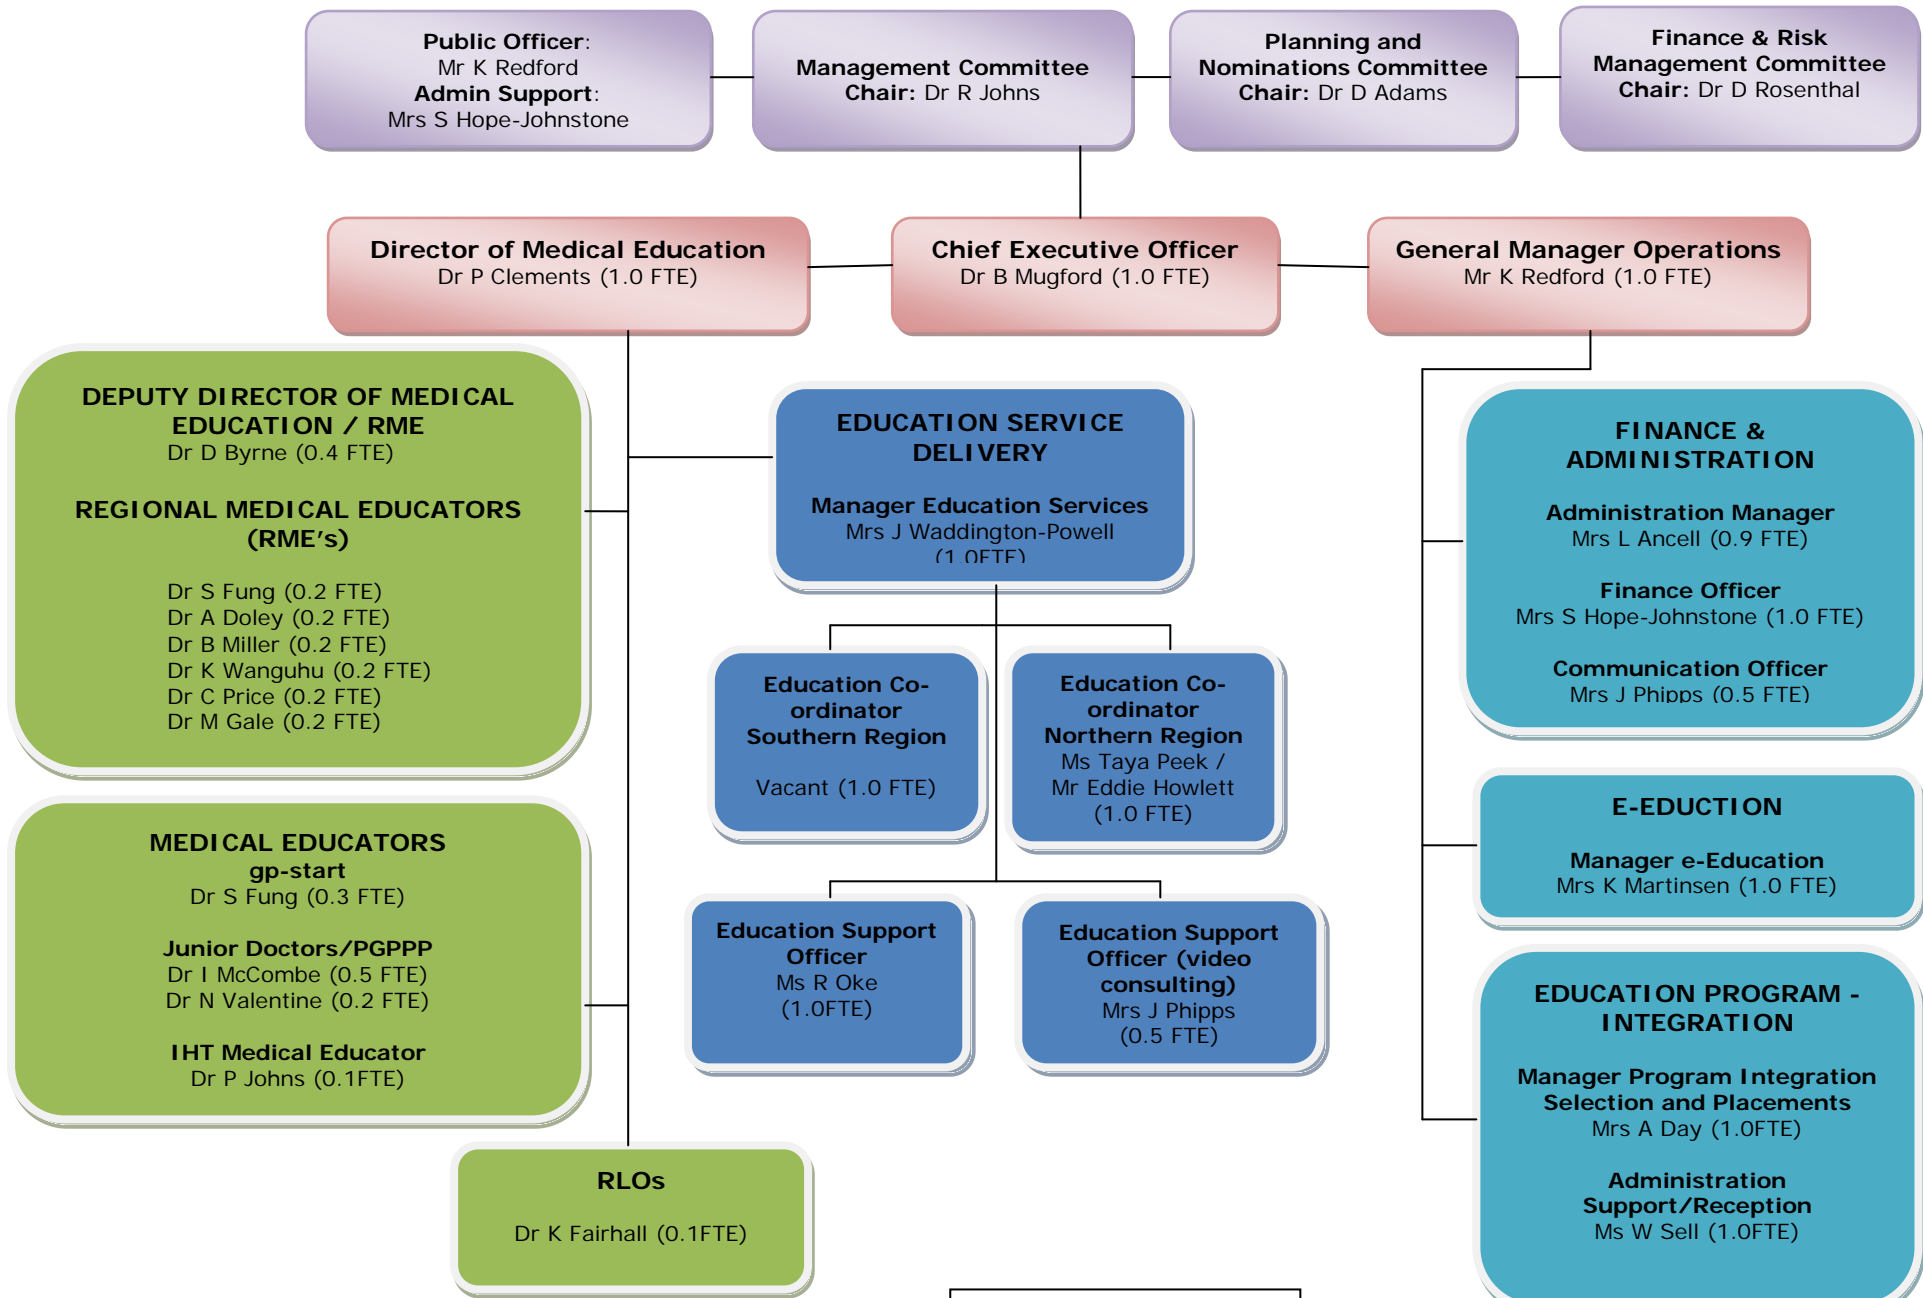 Public Officer:
Mr K Redford
Admin Support:
Mrs S Hope-Johnstone
Management Committee
Chair: Dr R Johns
Planning and
Nominations Committee
Chair: Dr D Adams
Finance & Risk
Management Committee
Chair: Dr D Rosenthal
Director of Medical Education
Dr P Clements (1.0 FTE)
Chief Executive Officer
Dr B Mugford (1.0 FTE)
General Manager Operations
Mr K Redford (1.0 FTE)
DEPUTY DIRECTOR OF MEDICAL
EDUCATION / RME
Dr D Byrne (0.4 FTE)
REGIONAL MEDICAL EDUCATORS
(RME's)
Dr S Fung (0.2 FTE)
Dr A Doley (0.2 FTE)
Dr B Miller (0.2 FTE)
Dr K Wanguhu (0.2 FTE)
Dr C Price (0.2 FTE)
Dr M Gale (0.2 FTE)
MEDICAL EDUCATORS
gp-start
Dr S Fung (0.3 FTE)
Junior Doctors/PGPPP
Dr I McCombe (0.5 FTE)
Dr N Valentine (0.2 FTE)
IHT Medical Educator
Dr P Johns (0.1FTE)
RLOs
Dr K Fairhall (0.1FTE)
EDUCATION SERVICE
DELIVERY
Manager Education Services
Mrs J Waddington-Powell
(1.0FTE)
Education Co-
ordinator
Southern Region
Vacant (1.0 FTE)
Education Co-
ordinator
Northern Region
Ms Taya Peek /
Mr Eddie Howlett
(1.0 FTE)
Education Support
Officer
Ms R Oke
(1.0FTE)
Education Support
Officer (video
consulting)
Mrs J Phipps
(0.5 FTE)
FINANCE &
ADMINISTRATION
Administration Manager
Mrs L Ancell (0.9 FTE)
Finance Officer
Mrs S Hope-Johnstone (1.0 FTE)
Communication Officer
Mrs J Phipps (0.5 FTE)
E-EDUCTION
Manager e-Education
Mrs K Martinsen (1.0 FTE)
EDUCATION PROGRAM -
INTEGRATION
Manager Program Integration
Selection and Placements
Mrs A Day (1.0FTE)
Administration
Support/Reception
Ms W Sell (1.0FTE)